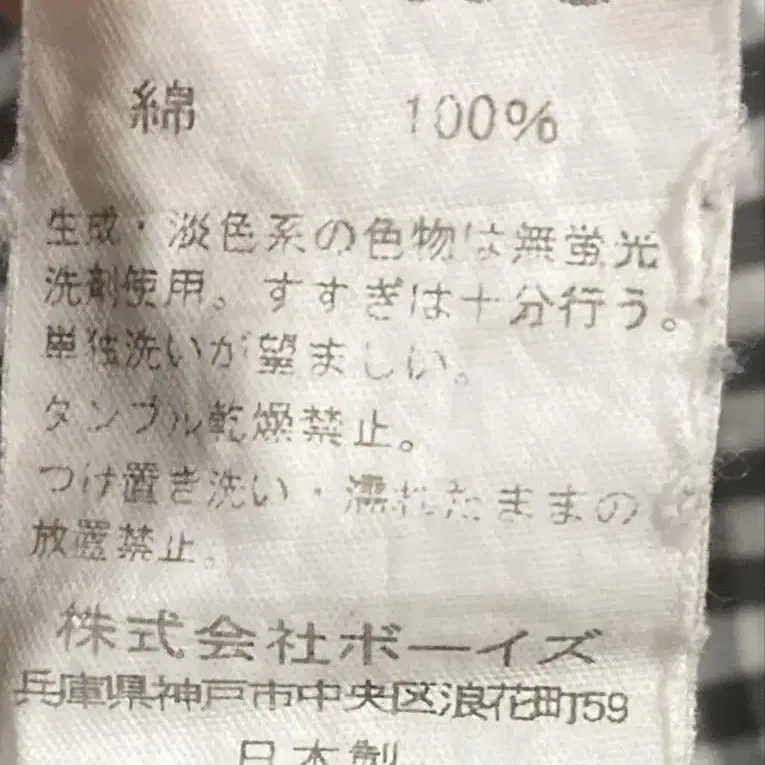 綿 100%
生成・淡色系の色物は無蛍光
洗剤使用。すすぎは十分行う。
単独洗いが望ましい。
タンブル乾燥禁止。
つけ置き洗い・濡れたままの
放置禁止。
株式会社ボーイズ
兵庫県神戸市中央区浪花町59
日本製